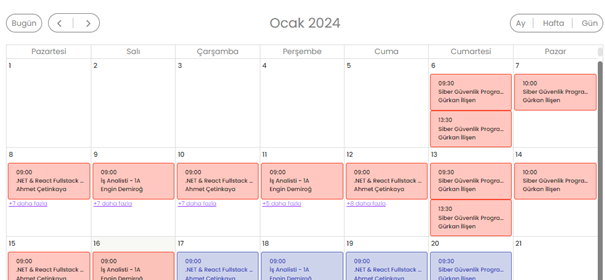 Bugün
Ocak 2024
Ay Hafta Gün
Pazartesi Salı Çarşamba Perşembe Cuma Cumartesi Pazar
1 2 3 4 5 6 7
09:30
Siber Güvenlik Progra...
Gürkan İlişen
13:30
Siber Güvenlik Progra...
Gürkan İlişen
10:00
Siber Güvenlik Progra...
Gürkan İlişen
8 9 10 11 12 13 14
09:00
.NET & React Fullstack ...
Ahmet Çetinkaya
+7 daha fazla
09:00
İş Analisti - 1A
Engin Demiroğ
+7 daha fazla
09:00
.NET & React Fullstack ...
Ahmet Çetinkaya
+7 daha fazla
09:00
İş Analisti - 1A
Engin Demiroğ
+5 daha fazla
09:00
.NET & React Fullstack ...
Ahmet Çetinkaya
+8 daha fazla
09:30
Siber Güvenlik Progra...
Gürkan İlişen
13:30
Siber Güvenlik Progra...
Gürkan İlişen
10:00
Siber Güvenlik Progra...
Gürkan İlişen
15 16 17 18 19 20 21
09:00
.NET & React Fullstack ...
Ahmet Çetinkaya
09:00
İş Analisti - 1A
Engin Demiroğ
09:00
.NET & React Fullstack ...
Ahmet Çetinkaya
09:00
İş Analisti - 1A
Engin Demiroğ
09:00
.NET & React Fullstack ...
Ahmet Çetinkaya
09:30
Siber Güvenlik Progra...
Gürkan İlişen